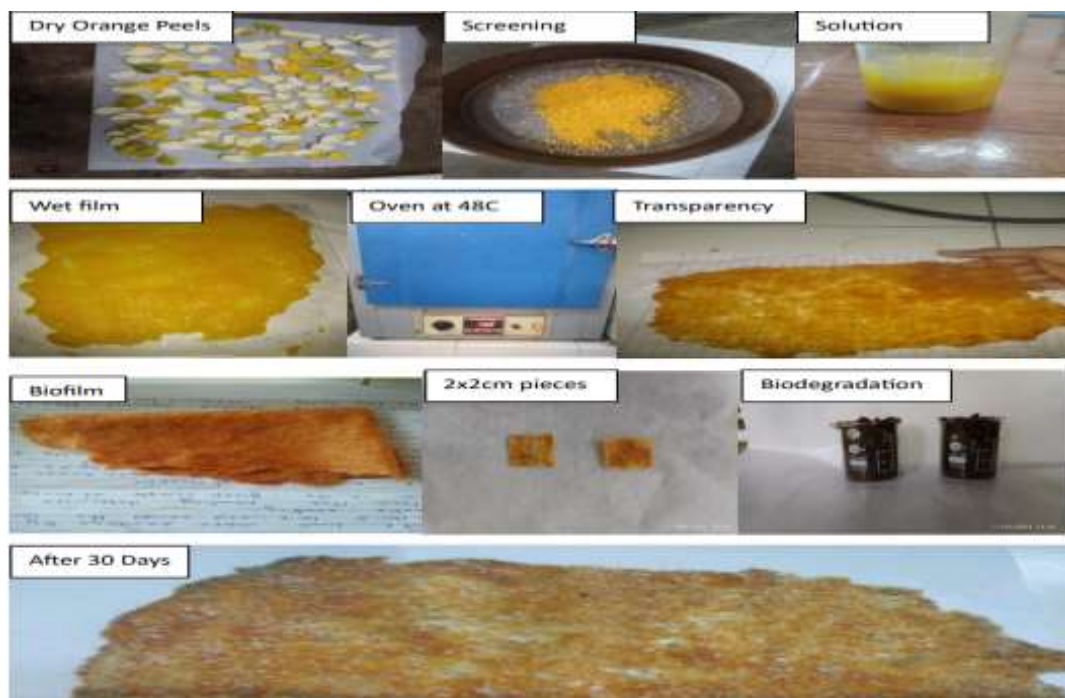 Dry Orange Peels
Screening
Solution
Wet film
Oven at 48C
Transparency
Biofilm
2x2cm pieces
Biodegradation
After 30 Days